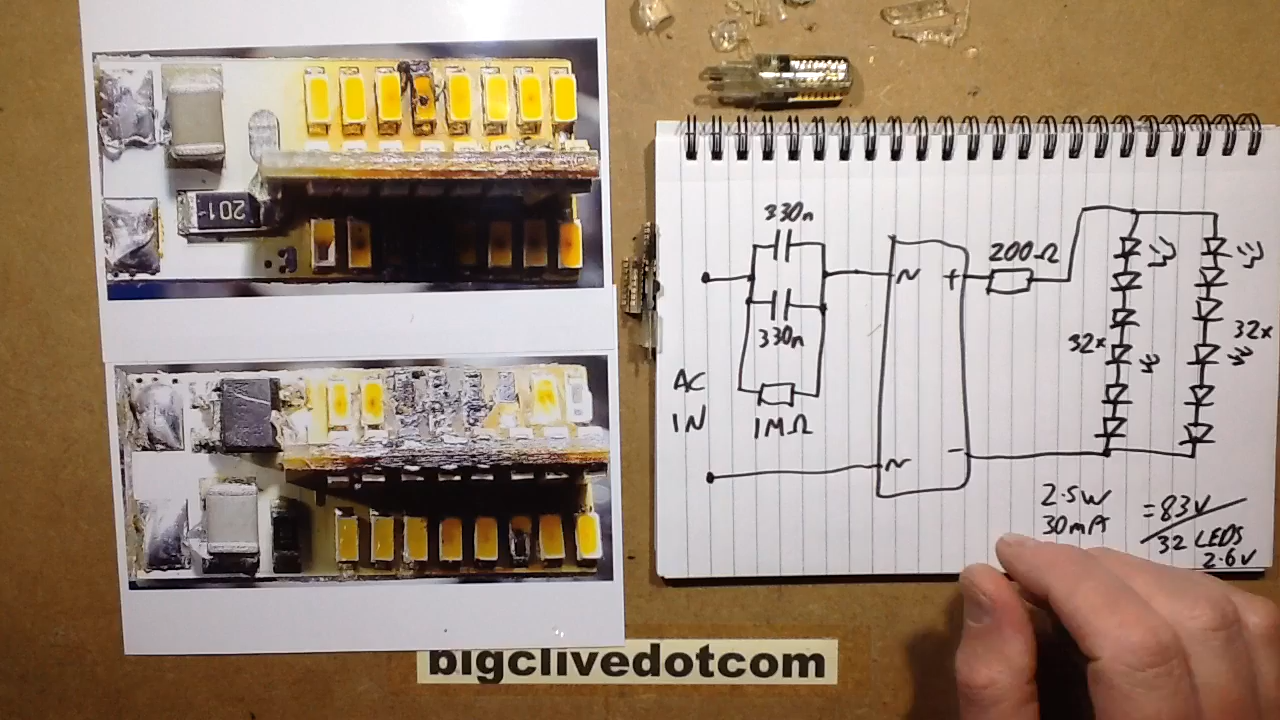 201
330n
330n
AC
IN
1MΩ
~
~
+
-
200Ω
32x
32x
2.5W
30mA
=83V
32 LEDS
2.6V
bigclivedotcom